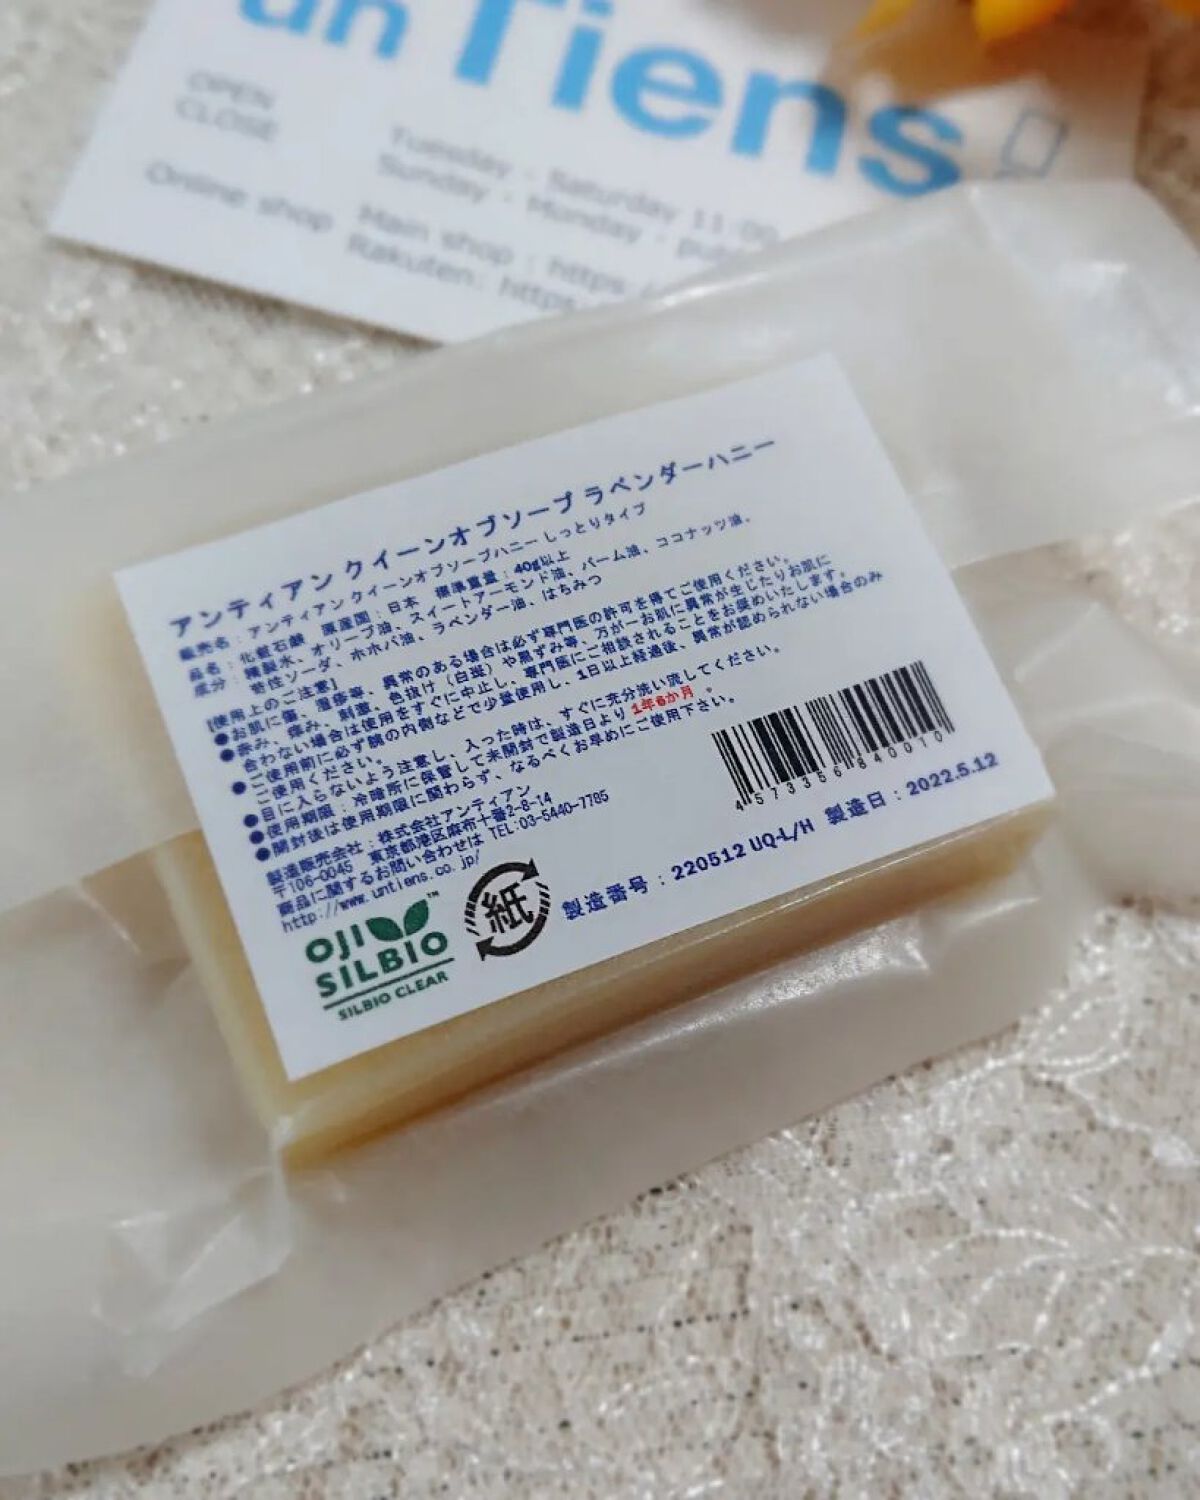 un Tiens
OPEN Tuesday - Saturday 11:00
CLOSE Sunday - Monday
Online shop Main shop : https:/
Rakuten: https:
アンティアン クイーンオブソープ ラベンダーハニー
販売名：アンティアン クイーンオブソープハニー しっとりタイプ
品名：化粧石鹸 原産国：日本 標準重量：40g以上
成分：精製水、オリーブ油、スイートアーモンド油、パーム油、ココナッツ油、
苛性ソーダ、ホホバ油、ラベンダー油、はちみつ
[使用上のご注意]
●お肌に傷、湿疹等、異常のある場合は必ず専門医の許可を得てご使用ください。
●赤み、痒み、刺激、色抜け（白斑）や黒ずみ等、万が一お肌に異常が生じたりお肌に
合わない場合は使用をすぐに中止し、専門医にご相談されることをお奨めいたします。
●ご使用前に必ず腕の内側などで少量使用し、1日以上経過後、異常が認められない場合のみ
ご使用ください。
●目に入らないよう注意し、入った時は、すぐに充分洗い流してください。
●使用期限：冷暗所に保管して未開封で製造日より 1年6か月 。
●開封後は使用期限に関わらず、なるべくお早めにご使用下さい。
製造販売会社：株式会社アンティアン
〒106-0045 東京都港区麻布十番2-8-14
商品に関するお問い合わせは TEL:03-5440-7785
http://www.untiens.co.jp/
4573356840010
製造番号：220512 UQ-L/H 製造日：2022.5.12
紙
OJI
SILBIO™
SILBIO CLEAR